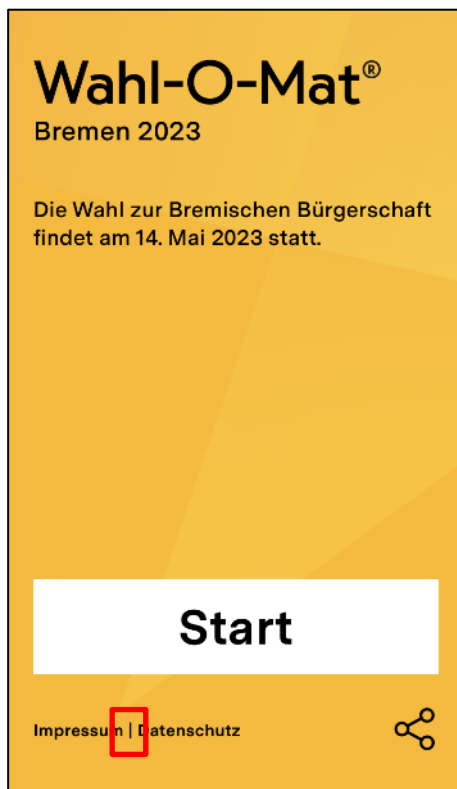 Wahl-O-Mat®
Bremen 2023
Die Wahl zur Bremischen Bürgerschaft
findet am 14. Mai 2023 statt.
Start
Impressum | Datenschutz